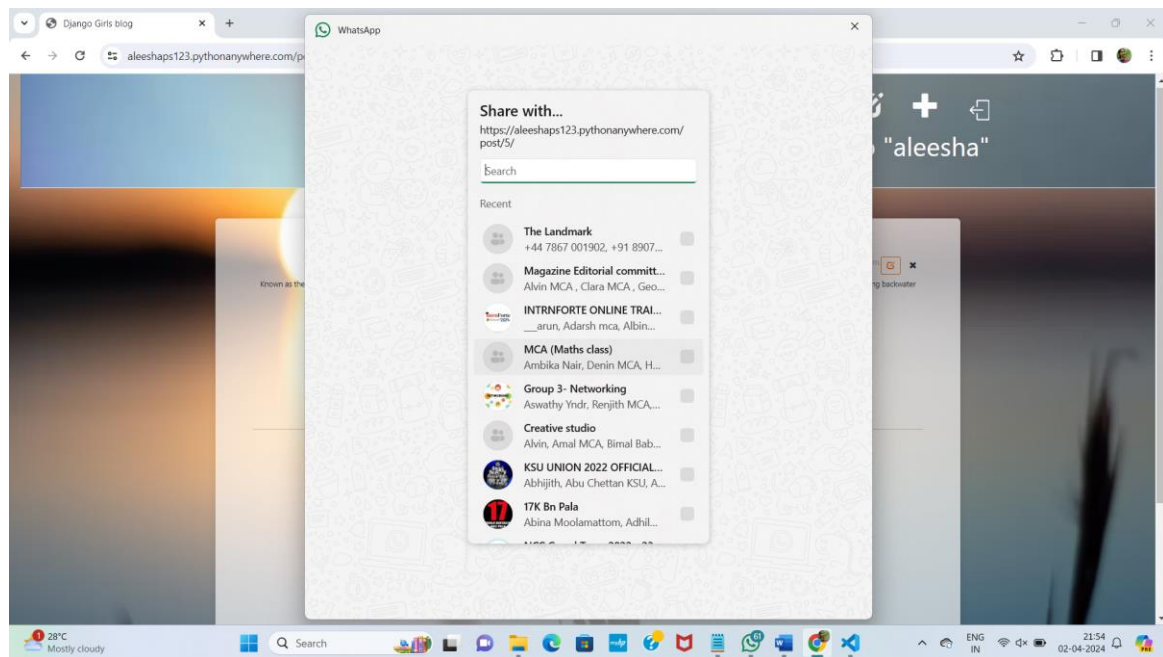 Django Girls blog
WhatsApp
aleeshaps123.pythonanywhere.com/p
"aleesha"
Share with...
https://aleeshaps123.pythonanywhere.com/
post/5/
Search
Recent
The Landmark
+44 7867 001902, +91 8907...
Magazine Editorial committ...
Alvin MCA , Clara MCA , Geo...
INTRNFORTE ONLINE TRAI...
__arun, Adarsh mca, Albin...
MCA (Maths class)
Ambika Nair, Denin MCA, H...
Group 3- Networking
Aswathy Yndr, Renjith MCA,...
Creative studio
Alvin, Amal MCA, Bimal Bab...
KSU UNION 2022 OFFICIAL...
Abhijith, Abu Chettan KSU, A...
17
17K Bn Pala
Abina Moolamattom, Adhil...
Known as the
ng backwater
1
28°C
Mostly cloudy
Search
61
ENG
IN
21:54
02-04-2024
PRE